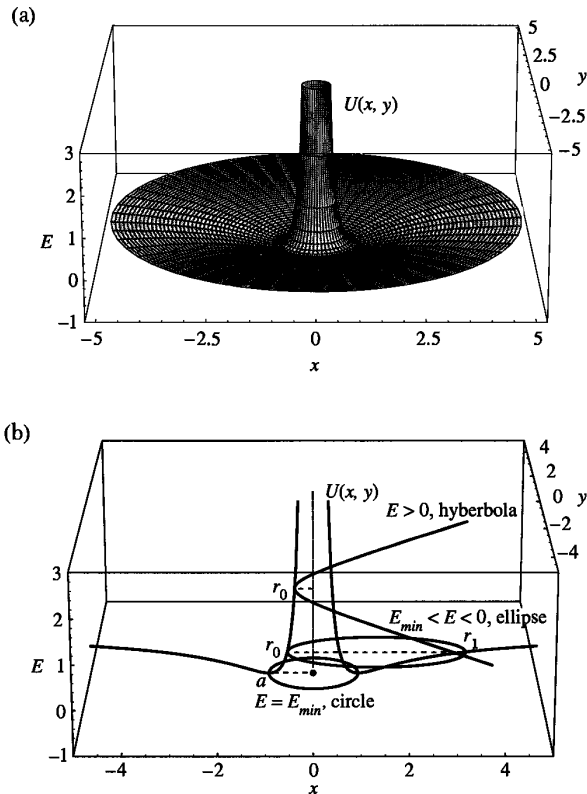 (a)
5
2.5
0
y
U(x, y)
−2.5
−5
3
2
1
E
0
−1
−5
−2.5
0
2.5
5
x
(b)
4
2
0
y
−2
−4
U(x, y)
E > 0, hyberbola
3
r0
2
Emin < E < 0, ellipse
r0
r1
E
1
a
E = Emin, circle
0
−1
−4
−2
0
2
4
x